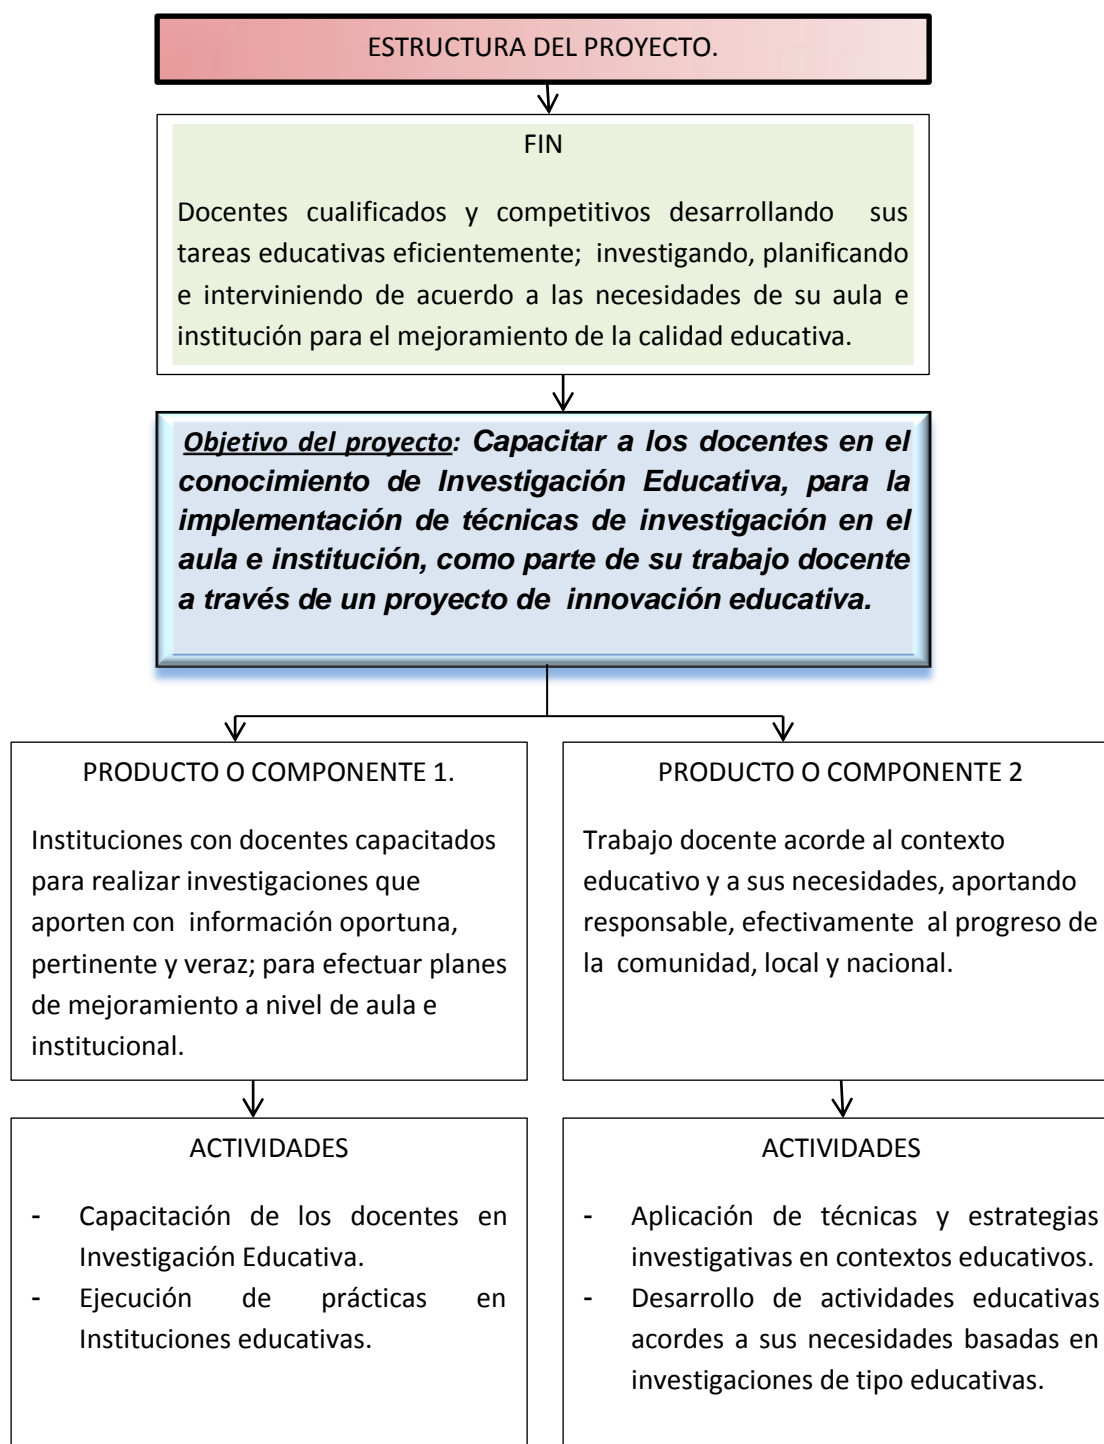 ESTRUCTURA DEL PROYECTO.
FIN
Docentes cualificados y competitivos desarrollando sus
tareas educativas eficientemente; investigando, planificando
e interviniendo de acuerdo a las necesidades de su aula e
institución para el mejoramiento de la calidad educativa.
Objetivo del proyecto: Capacitar a los docentes en el
conocimiento de Investigación Educativa, para la
implementación de técnicas de investigación en el
aula e institución, como parte de su trabajo docente
a través de un proyecto de innovación educativa.
PRODUCTO O COMPONENTE 1.
Instituciones con docentes capacitados
para realizar investigaciones que
aporten con información oportuna,
pertinente y veraz; para efectuar planes
de mejoramiento a nivel de aula e
institucional.
PRODUCTO O COMPONENTE 2
Trabajo docente acorde al contexto
educativo y a sus necesidades, aportando
responsable, efectivamente al progreso de
la comunidad, local y nacional.
ACTIVIDADES
- Capacitación de los docentes en
Investigación Educativa.
- Ejecución de prácticas en
Instituciones educativas.
ACTIVIDADES
- Aplicación de técnicas y estrategias
investigativas en contextos educativos.
- Desarrollo de actividades educativas
acordes a sus necesidades basadas en
investigaciones de tipo educativas.